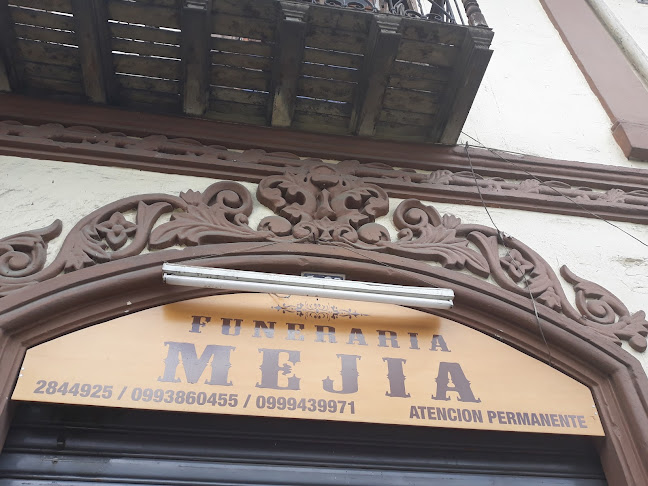 FUNERARIA
MEJIA
2844925 / 0993860455 / 0999439971
ATENCION PERMANENTE